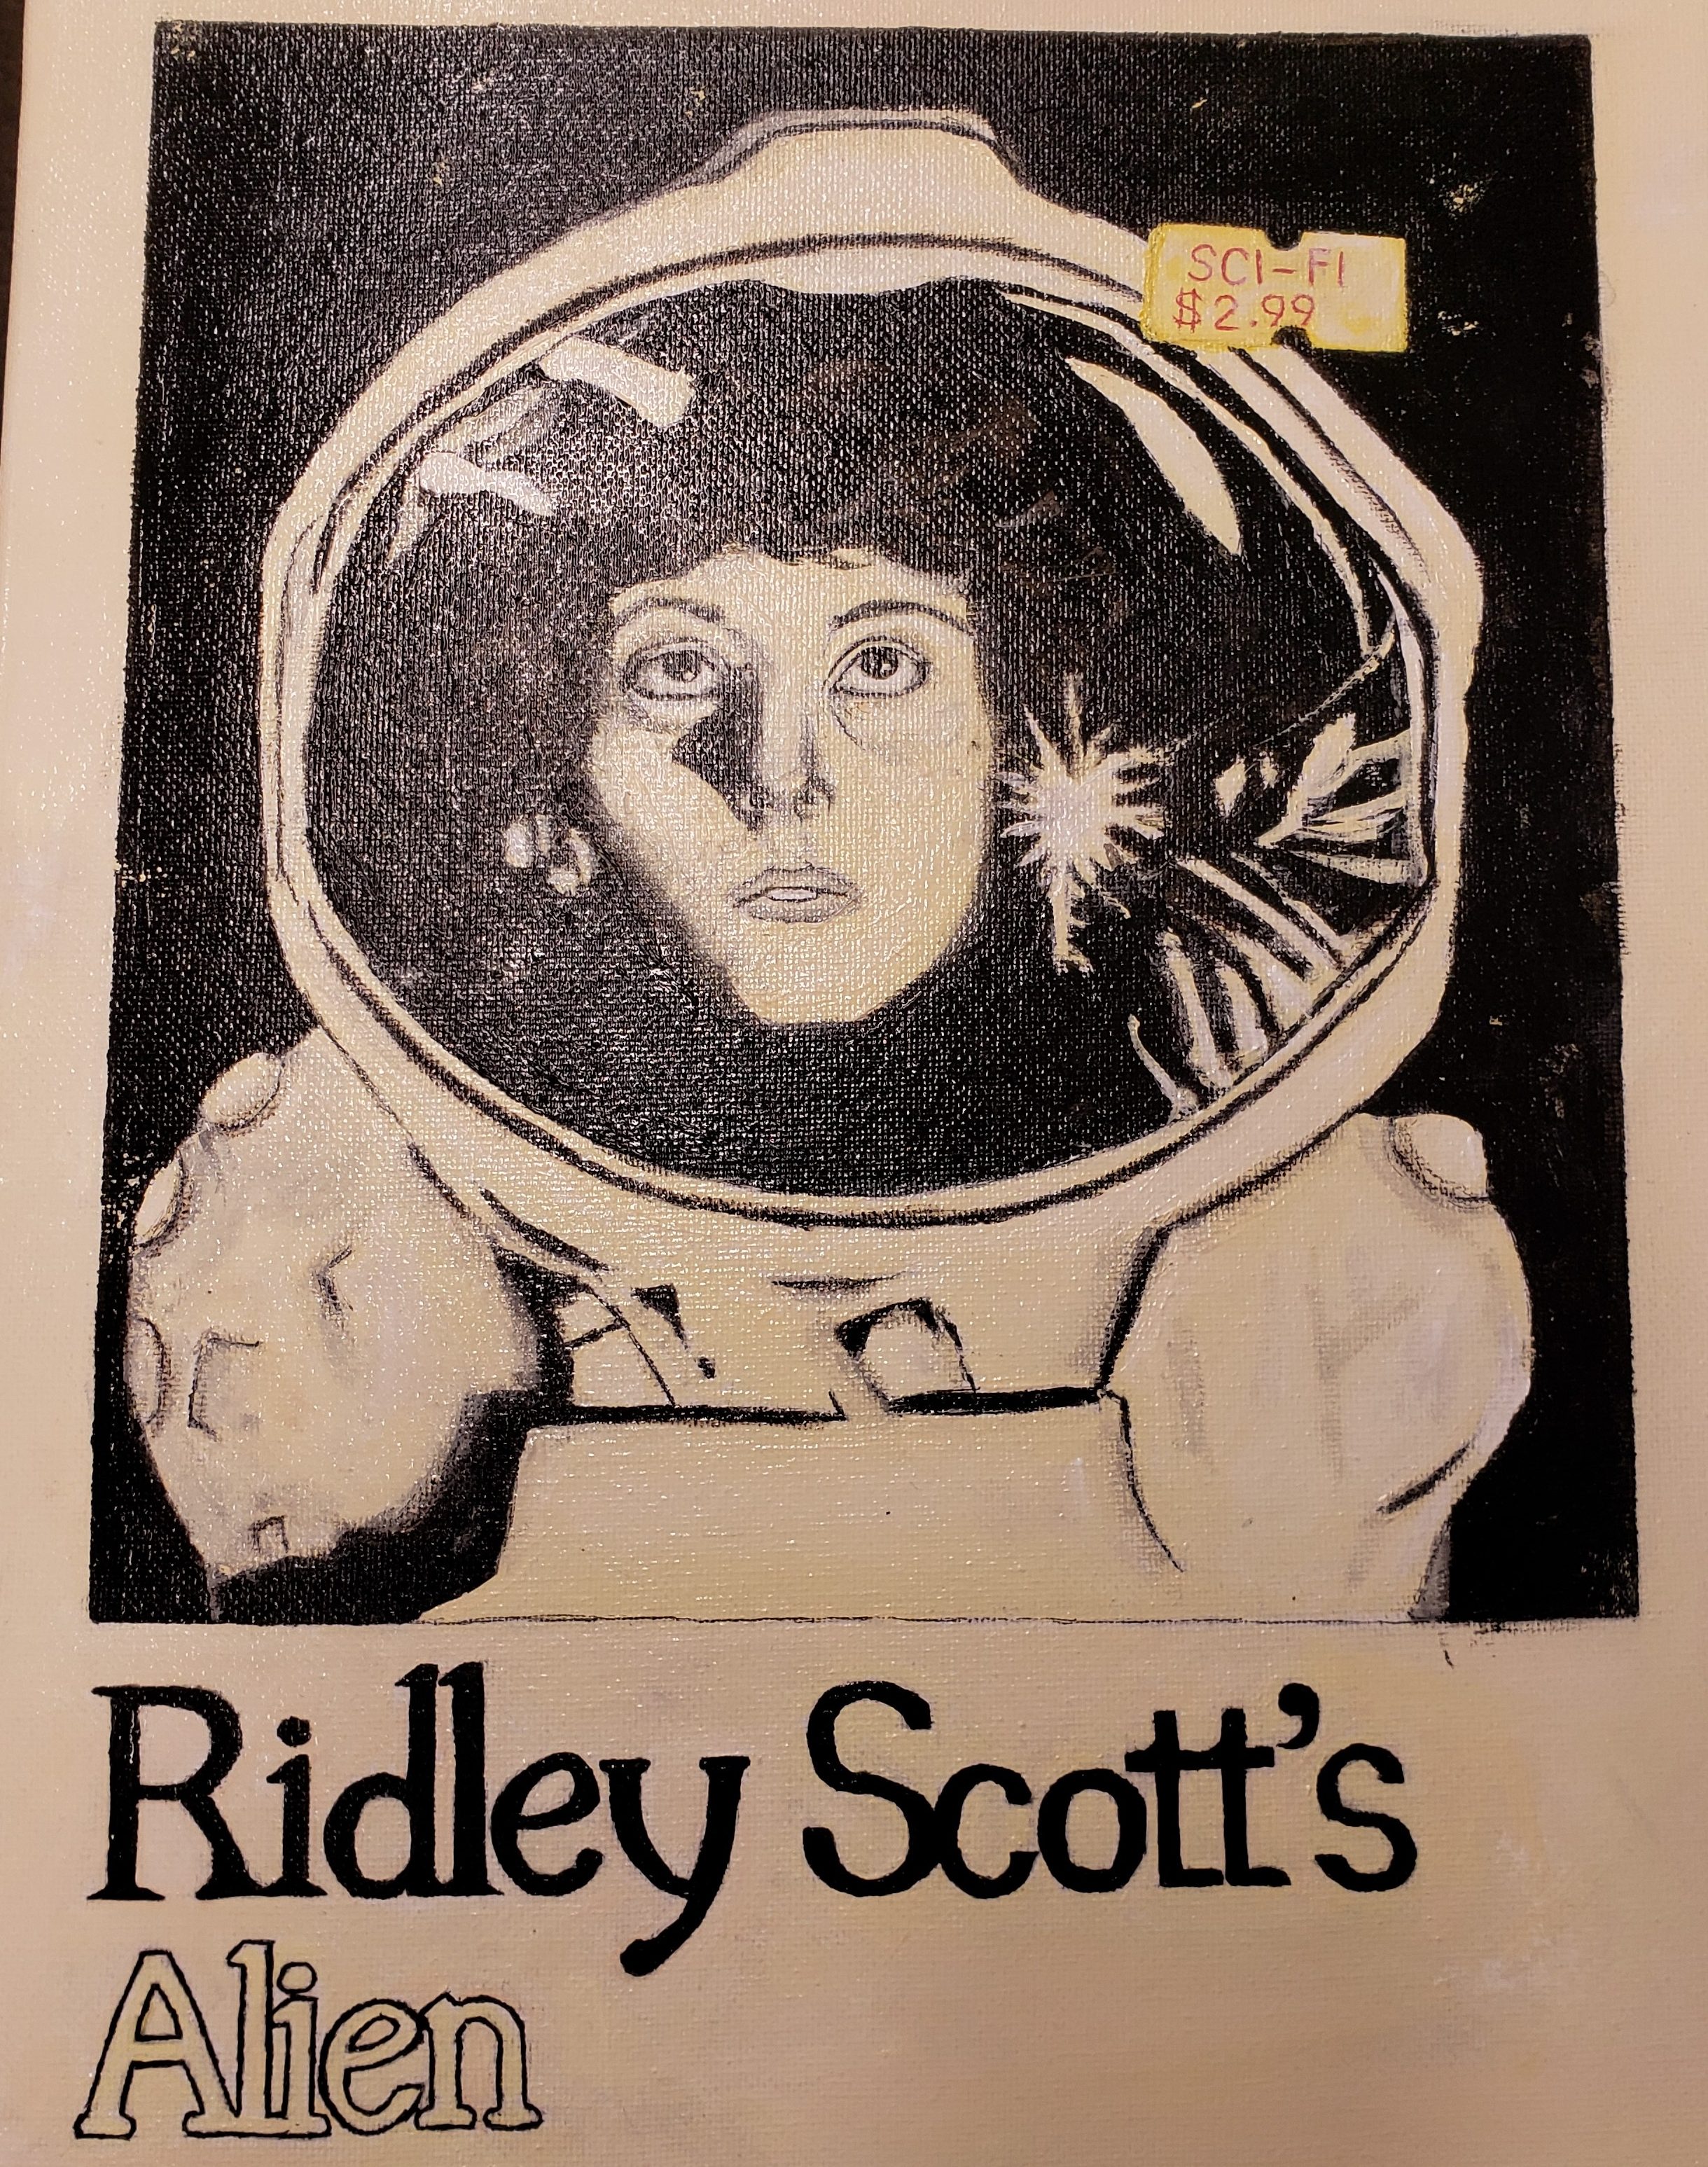 SCI-FI
$2.99
Ridley Scott's
Alien